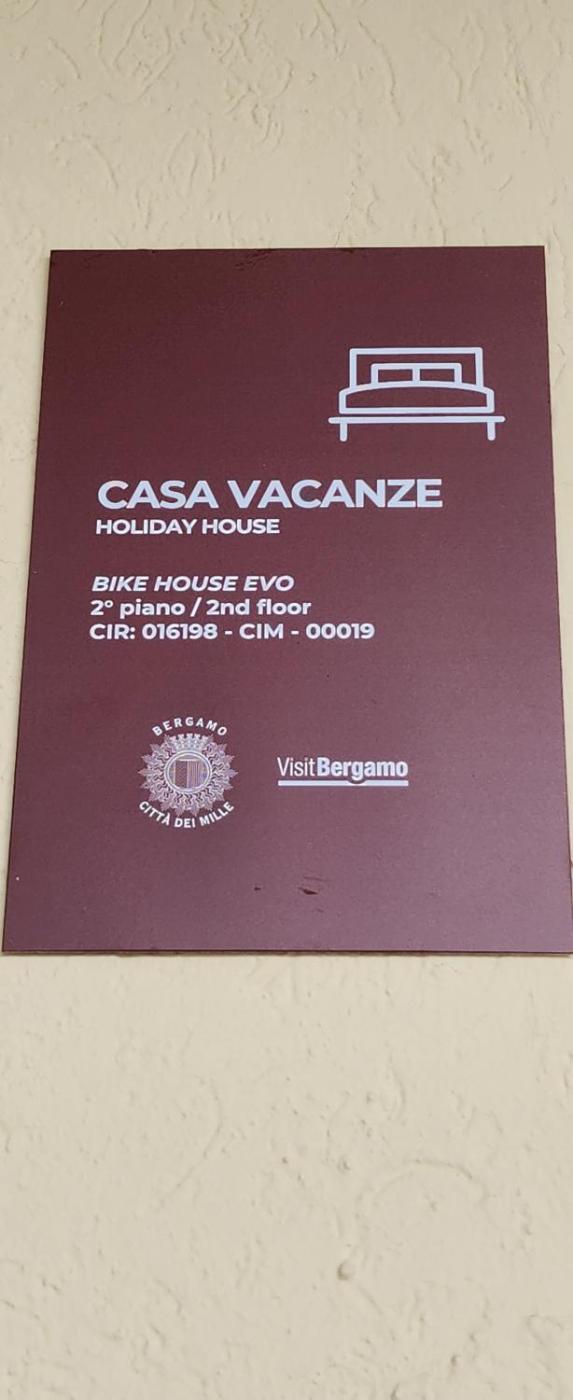 CASA VACANZE
HOLIDAY HOUSE
BIKE HOUSE EVO
2° piano / 2nd floor
CIR: 016198 - CIM - 00019
BERGAMO
CITTÀ DEI MILLE
VisitBergamo